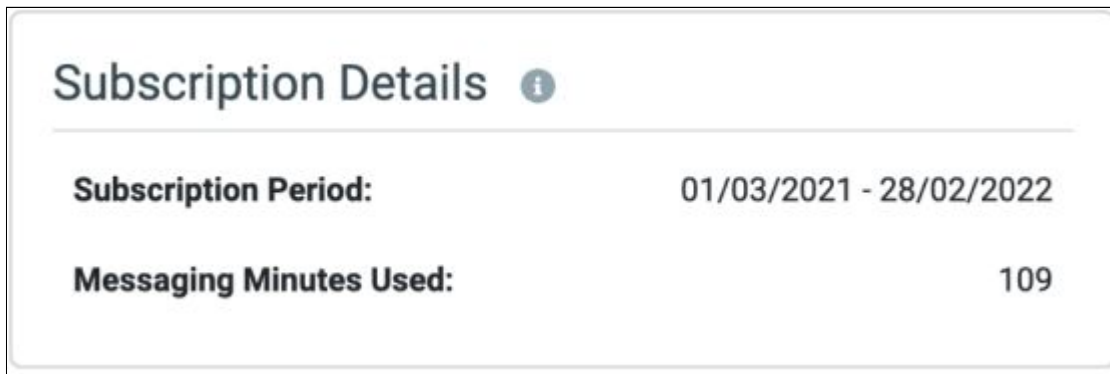 Subscription Details
Subscription Period: 01/03/2021 - 28/02/2022
Messaging Minutes Used: 109